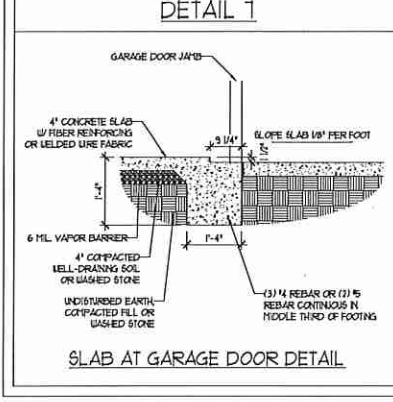 DETAIL 7
GARAGE DOOR JAMB
4" CONCRETE SLAB
W/ FIBER REINFORCING
OR WELDED WIRE FABRIC
9 1/4"
SLOPE SLAB 1/8" PER FOOT
1 1/2"
1'-4"
6 MIL VAPOR BARRIER
4" COMPACTED
WELL-DRAINING SOIL
OR WASHED STONE
1'-4"
UNDISTURBED EARTH,
COMPACTED FILL OR
WASHED STONE
(3) #4 REBAR OR (2) #5
REBAR CONTINUOUS IN
MIDDLE THIRD OF FOOTING
SLAB AT GARAGE DOOR DETAIL